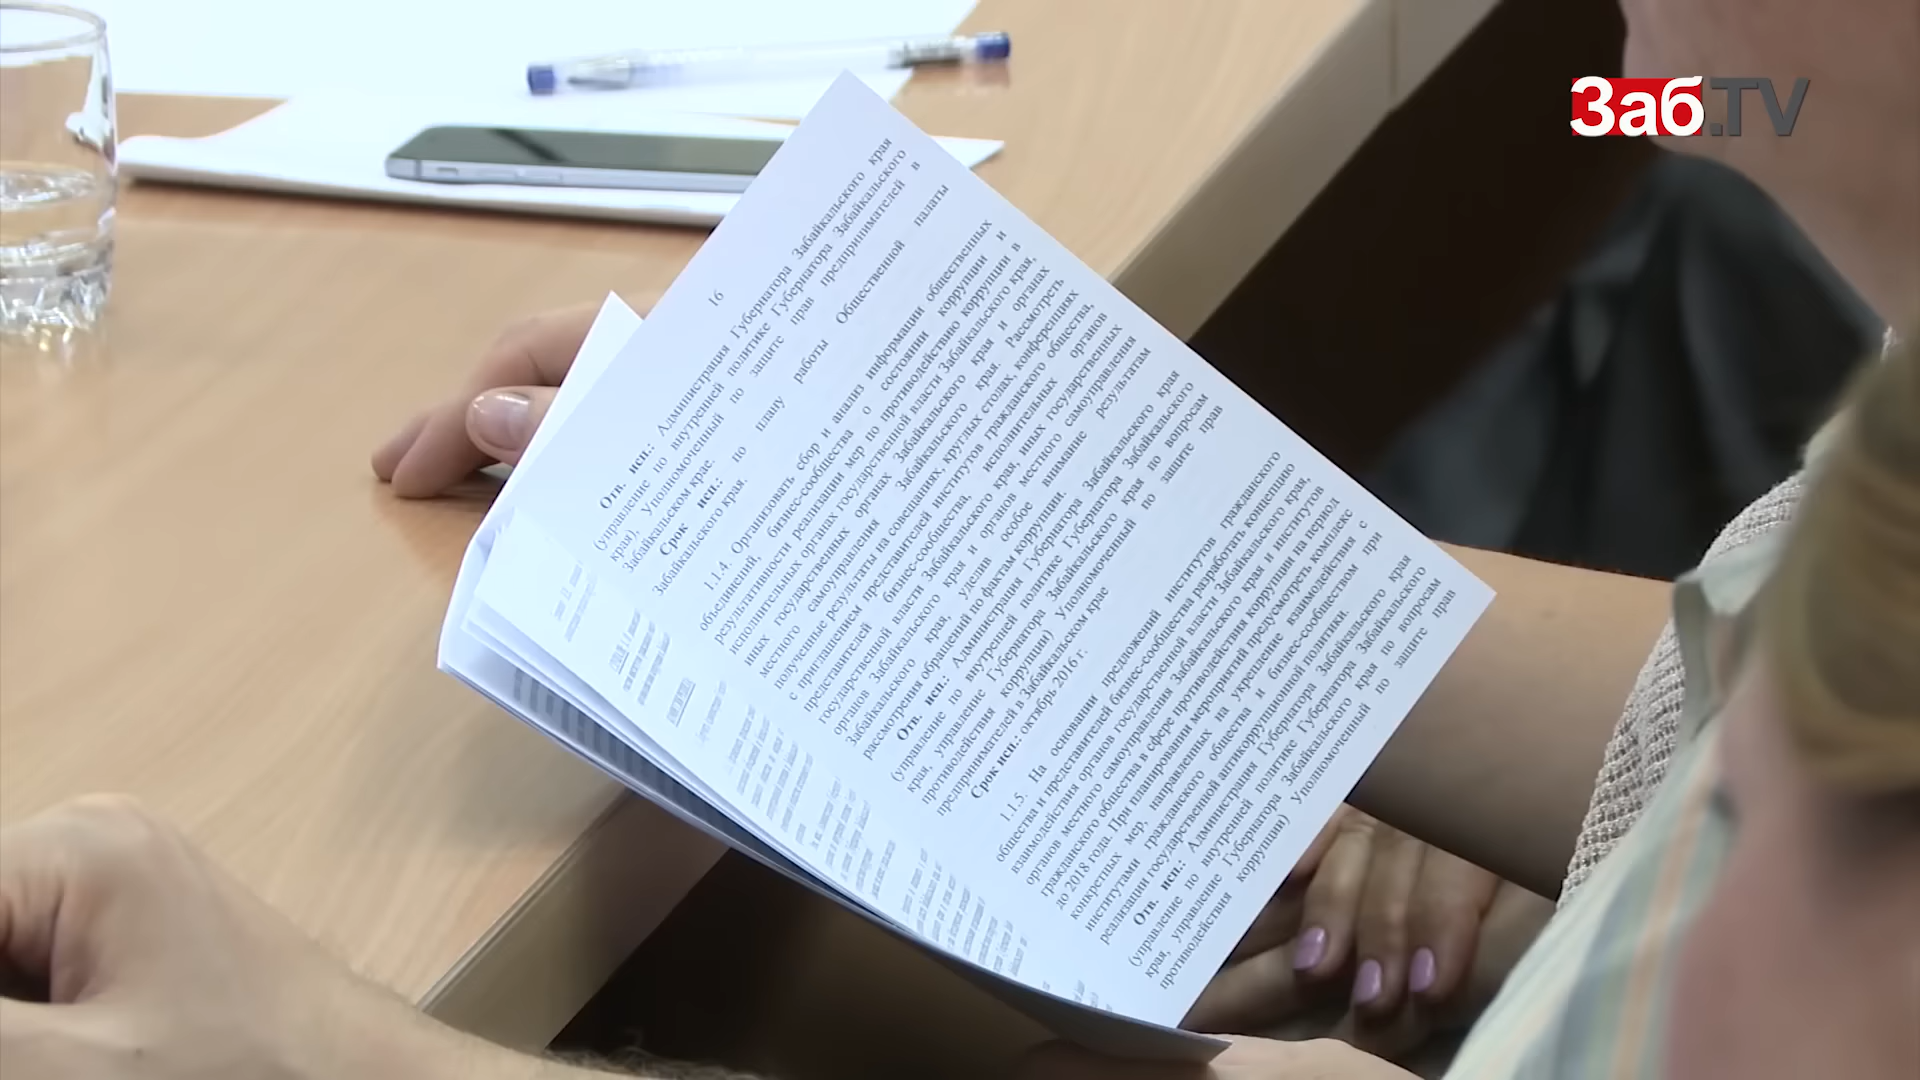 Заб.TV
16
Отв. исп.: Администрация Губернатора Забайкальского края
(управление по внутренней политике Губернатора Забайкальского
края), Уполномоченный по защите прав предпринимателей в
Забайкальском крае.
Срок исп.: по плану работы Общественной палаты
Забайкальского края.
1.1.4. Организовать сбор и анализ информации общественных
объединений, бизнес-сообщества о состоянии коррупции и
результативности реализации мер по противодействию коррупции в
исполнительных органах государственной власти Забайкальского края,
иных государственных органах Забайкальского края и органах
местного самоуправления Забайкальского края. Рассмотреть
полученные результаты на совещаниях, круглых столах, конференциях
с приглашением представителей институтов гражданского общества,
представителей бизнес-сообщества, исполнительных органов
государственной власти Забайкальского края, иных государственных
органов Забайкальского края и органов местного самоуправления
Забайкальского края, уделив особое внимание результатам
рассмотрения обращений по фактам коррупции.
Отв. исп.: Администрация Губернатора Забайкальского края
(управление по внутренней политике Губернатора Забайкальского
края, управление Губернатора Забайкальского края по вопросам
противодействия коррупции) Уполномоченный по защите прав
предпринимателей в Забайкальском крае
Срок исп.: октябрь 2016 г.
1.1.5. На основании предложений институтов гражданского
общества и представителей бизнес-сообщества разработать концепцию
взаимодействия органов государственной власти Забайкальского края,
органов местного самоуправления Забайкальского края и институтов
гражданского общества в сфере противодействия коррупции на период
до 2018 года. При планировании мероприятий предусмотреть комплекс
конкретных мер, направленных на укрепление взаимодействия с
институтами гражданского общества и бизнес-сообществом при
реализации государственной антикоррупционной политики.
Отв. исп.: Администрация Губернатора Забайкальского края
(управление по внутренней политике Губернатора Забайкальского
края, управление Губернатора Забайкальского края по вопросам
противодействия коррупции) Уполномоченный по защите прав